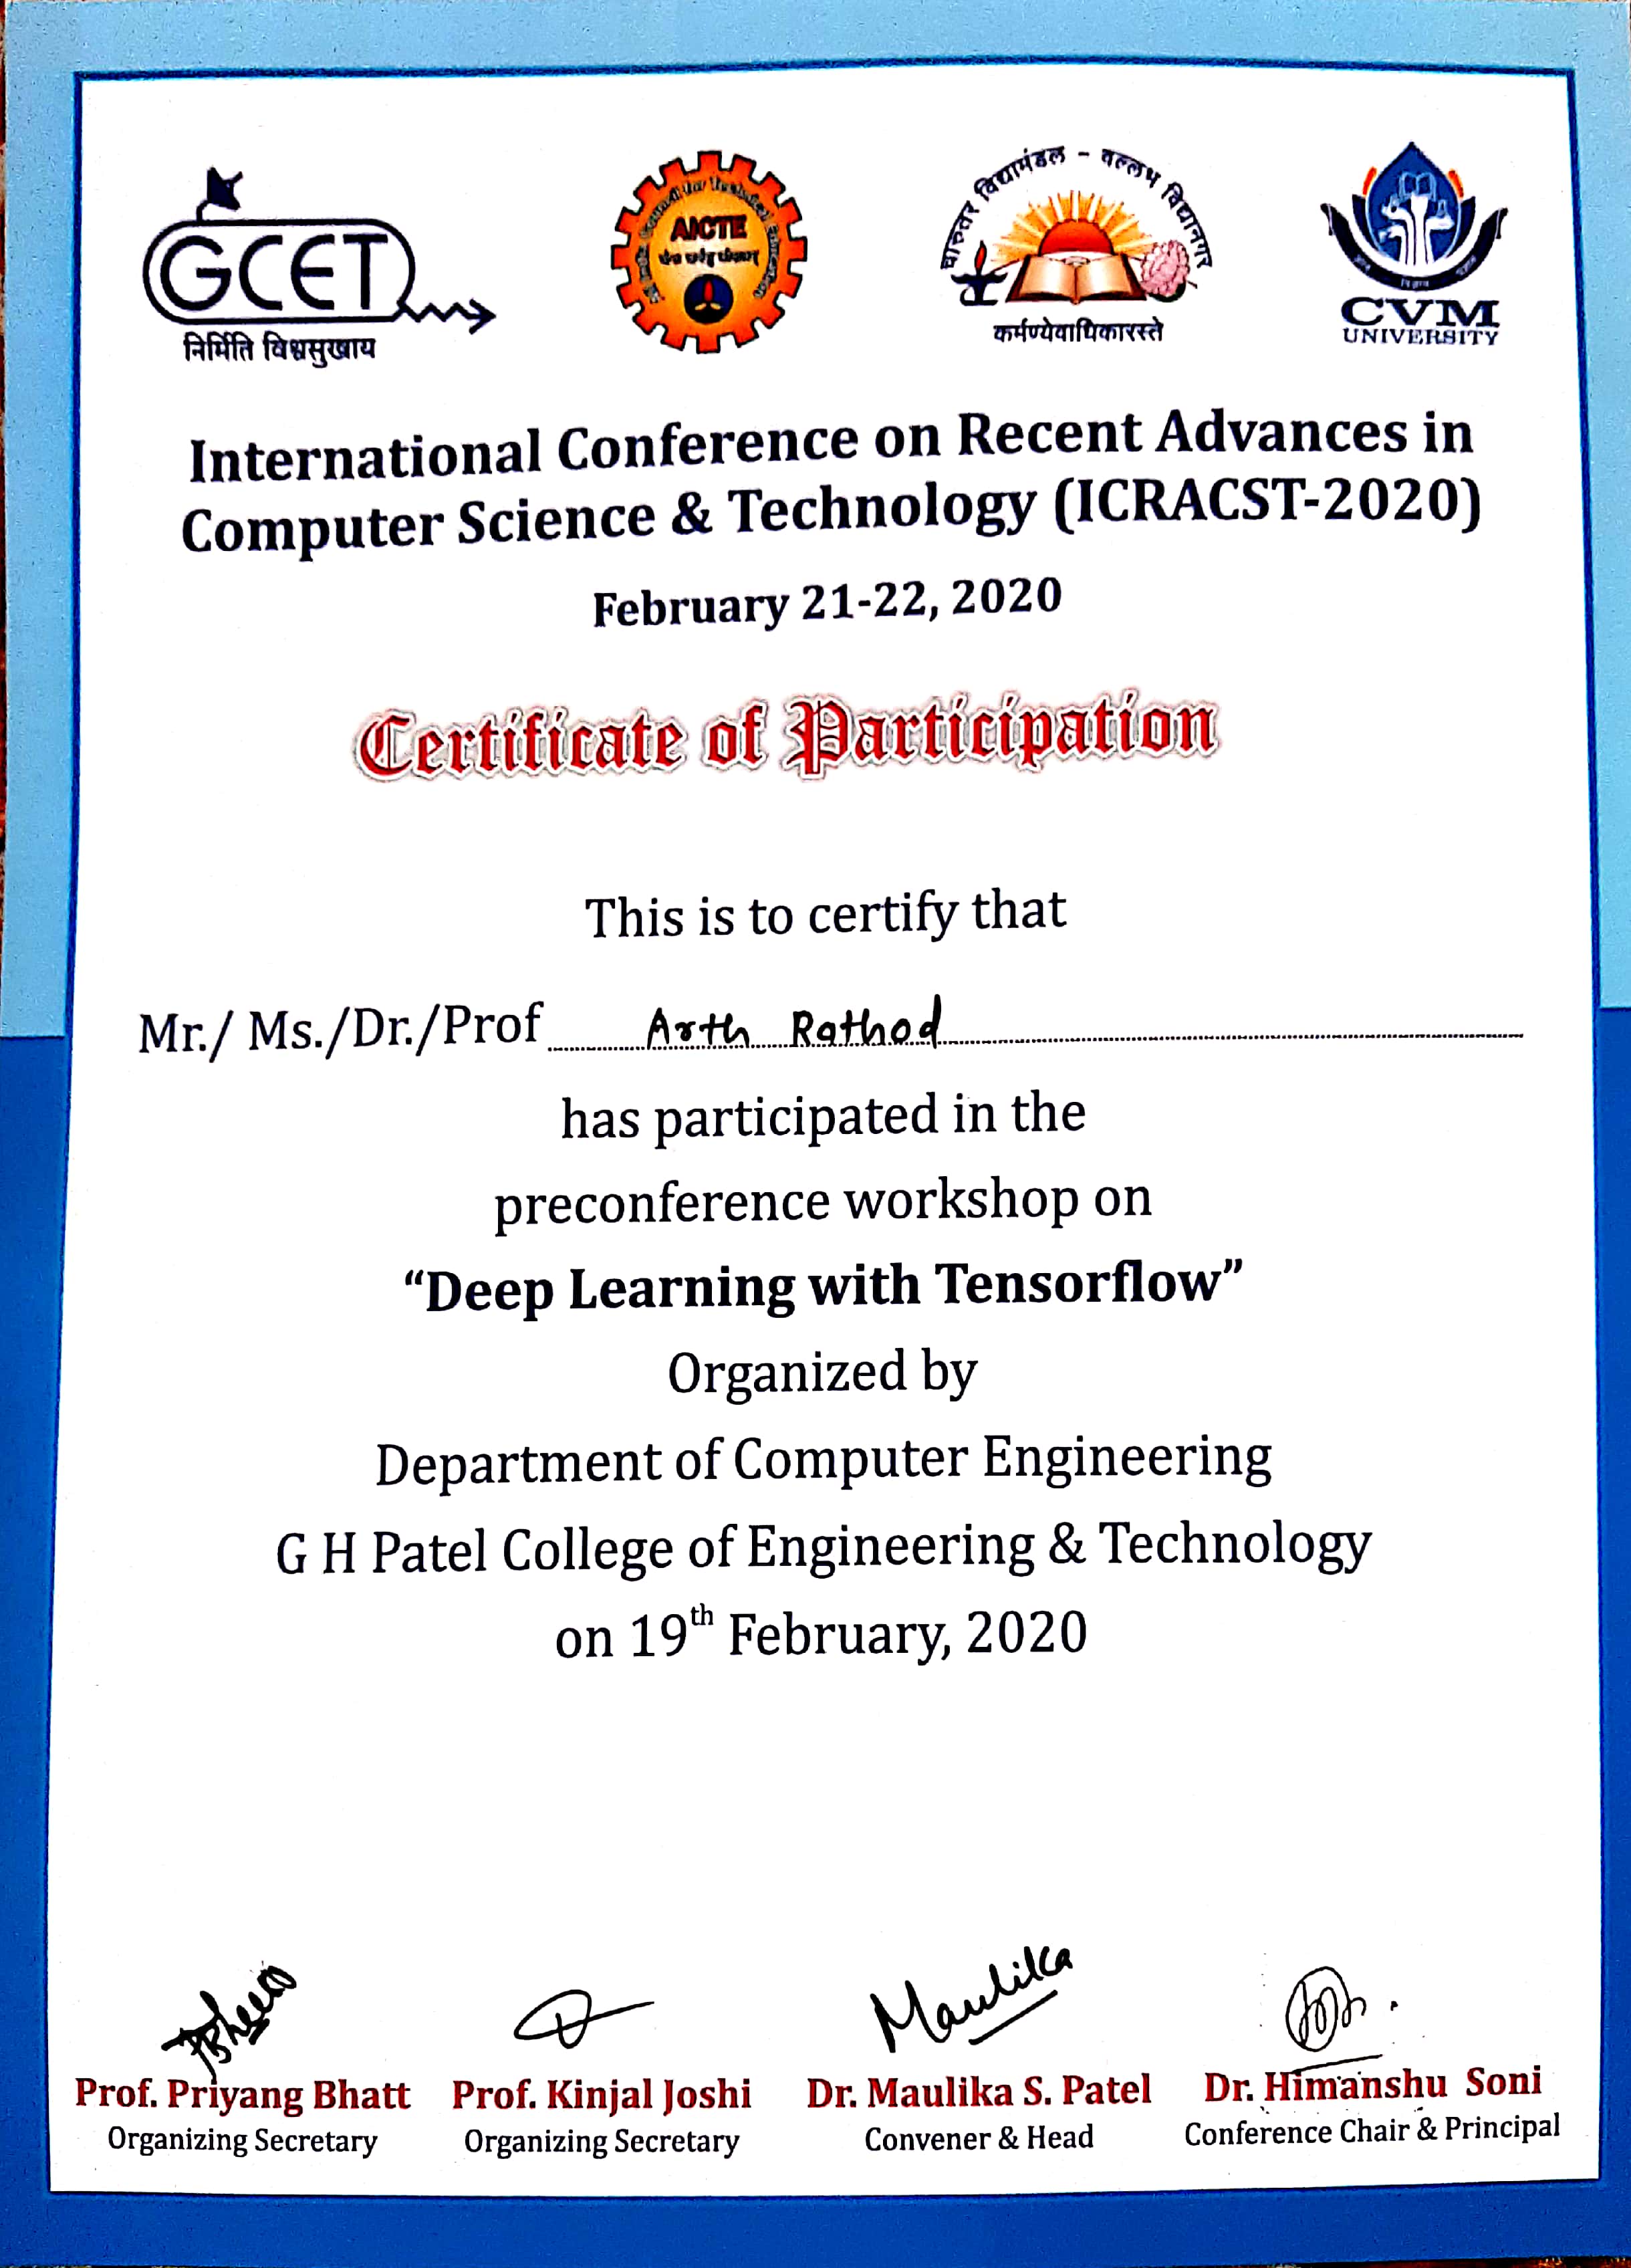 GCET
निर्मिति विश्वसुखाय
AICTE
चारुतर विद्यामंडल - वल्लभ विद्यानगर
कर्मण्येवाधिकारस्ते
CVM
UNIVERSITY
International Conference on Recent Advances in
Computer Science & Technology (ICRACST-2020)
February 21-22, 2020
Certificate of Participation
This is to certify that
Mr./ Ms./Dr./Prof Arth Rathod
has participated in the
preconference workshop on
“Deep Learning with Tensorflow”
Organized by
Department of Computer Engineering
G H Patel College of Engineering & Technology
on 19th February, 2020
Maulika
Prof. Priyang Bhatt Prof. Kinjal Joshi Dr. Maulika S. Patel Dr. Himanshu Soni
Organizing Secretary Organizing Secretary Convener & Head Conference Chair & Principal